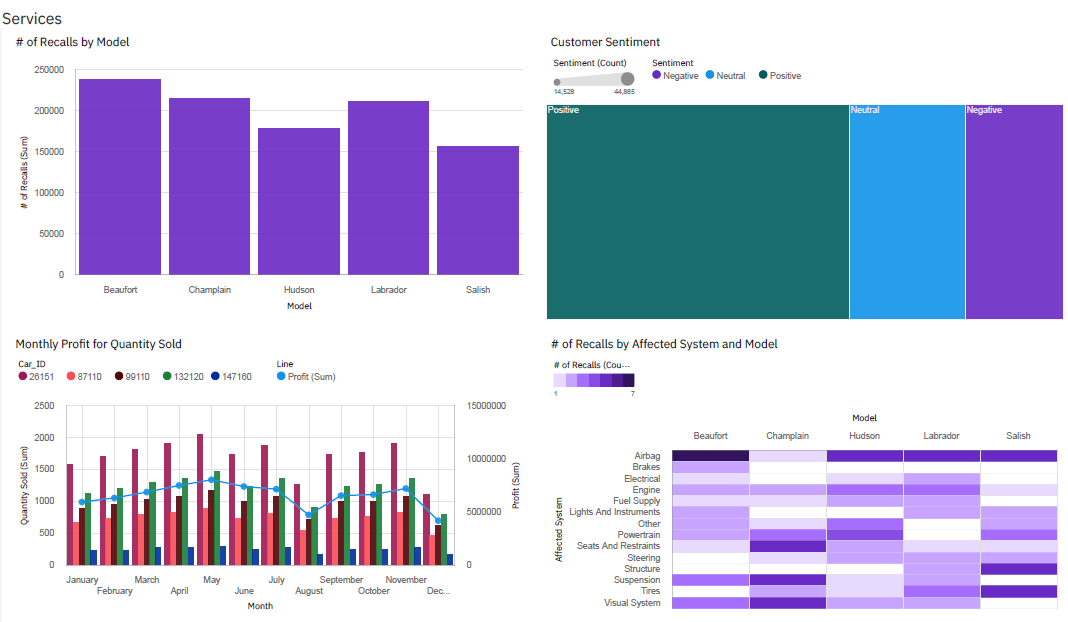 Services
# of Recalls by Model
250000
200000
150000
100000
50000
0
# of Recalls (Sum)
Beaufort Champlain Hudson Labrador Salish
Model
Customer Sentiment
Sentiment (Count)
14,528 44,885
Sentiment
Negative Neutral Positive
Positive Neutral Negative
Monthly Profit for Quantity Sold
Car_ID
26151 87110 99110 132120 147160
Line
Profit (Sum)
2500
2000
1500
1000
500
0
Quantity Sold (Sum)
15000000
10000000
5000000
0
Profit (Sum)
January March May July September November
February April June August October Dec...
Month
# of Recalls by Affected System and Model
# of Recalls (Cou...
1 7
Model
Beaufort Champlain Hudson Labrador Salish
Affected System
Airbag
Brakes
Electrical
Engine
Fuel Supply
Lights And Instruments
Other
Powertrain
Seats And Restraints
Steering
Structure
Suspension
Tires
Visual System